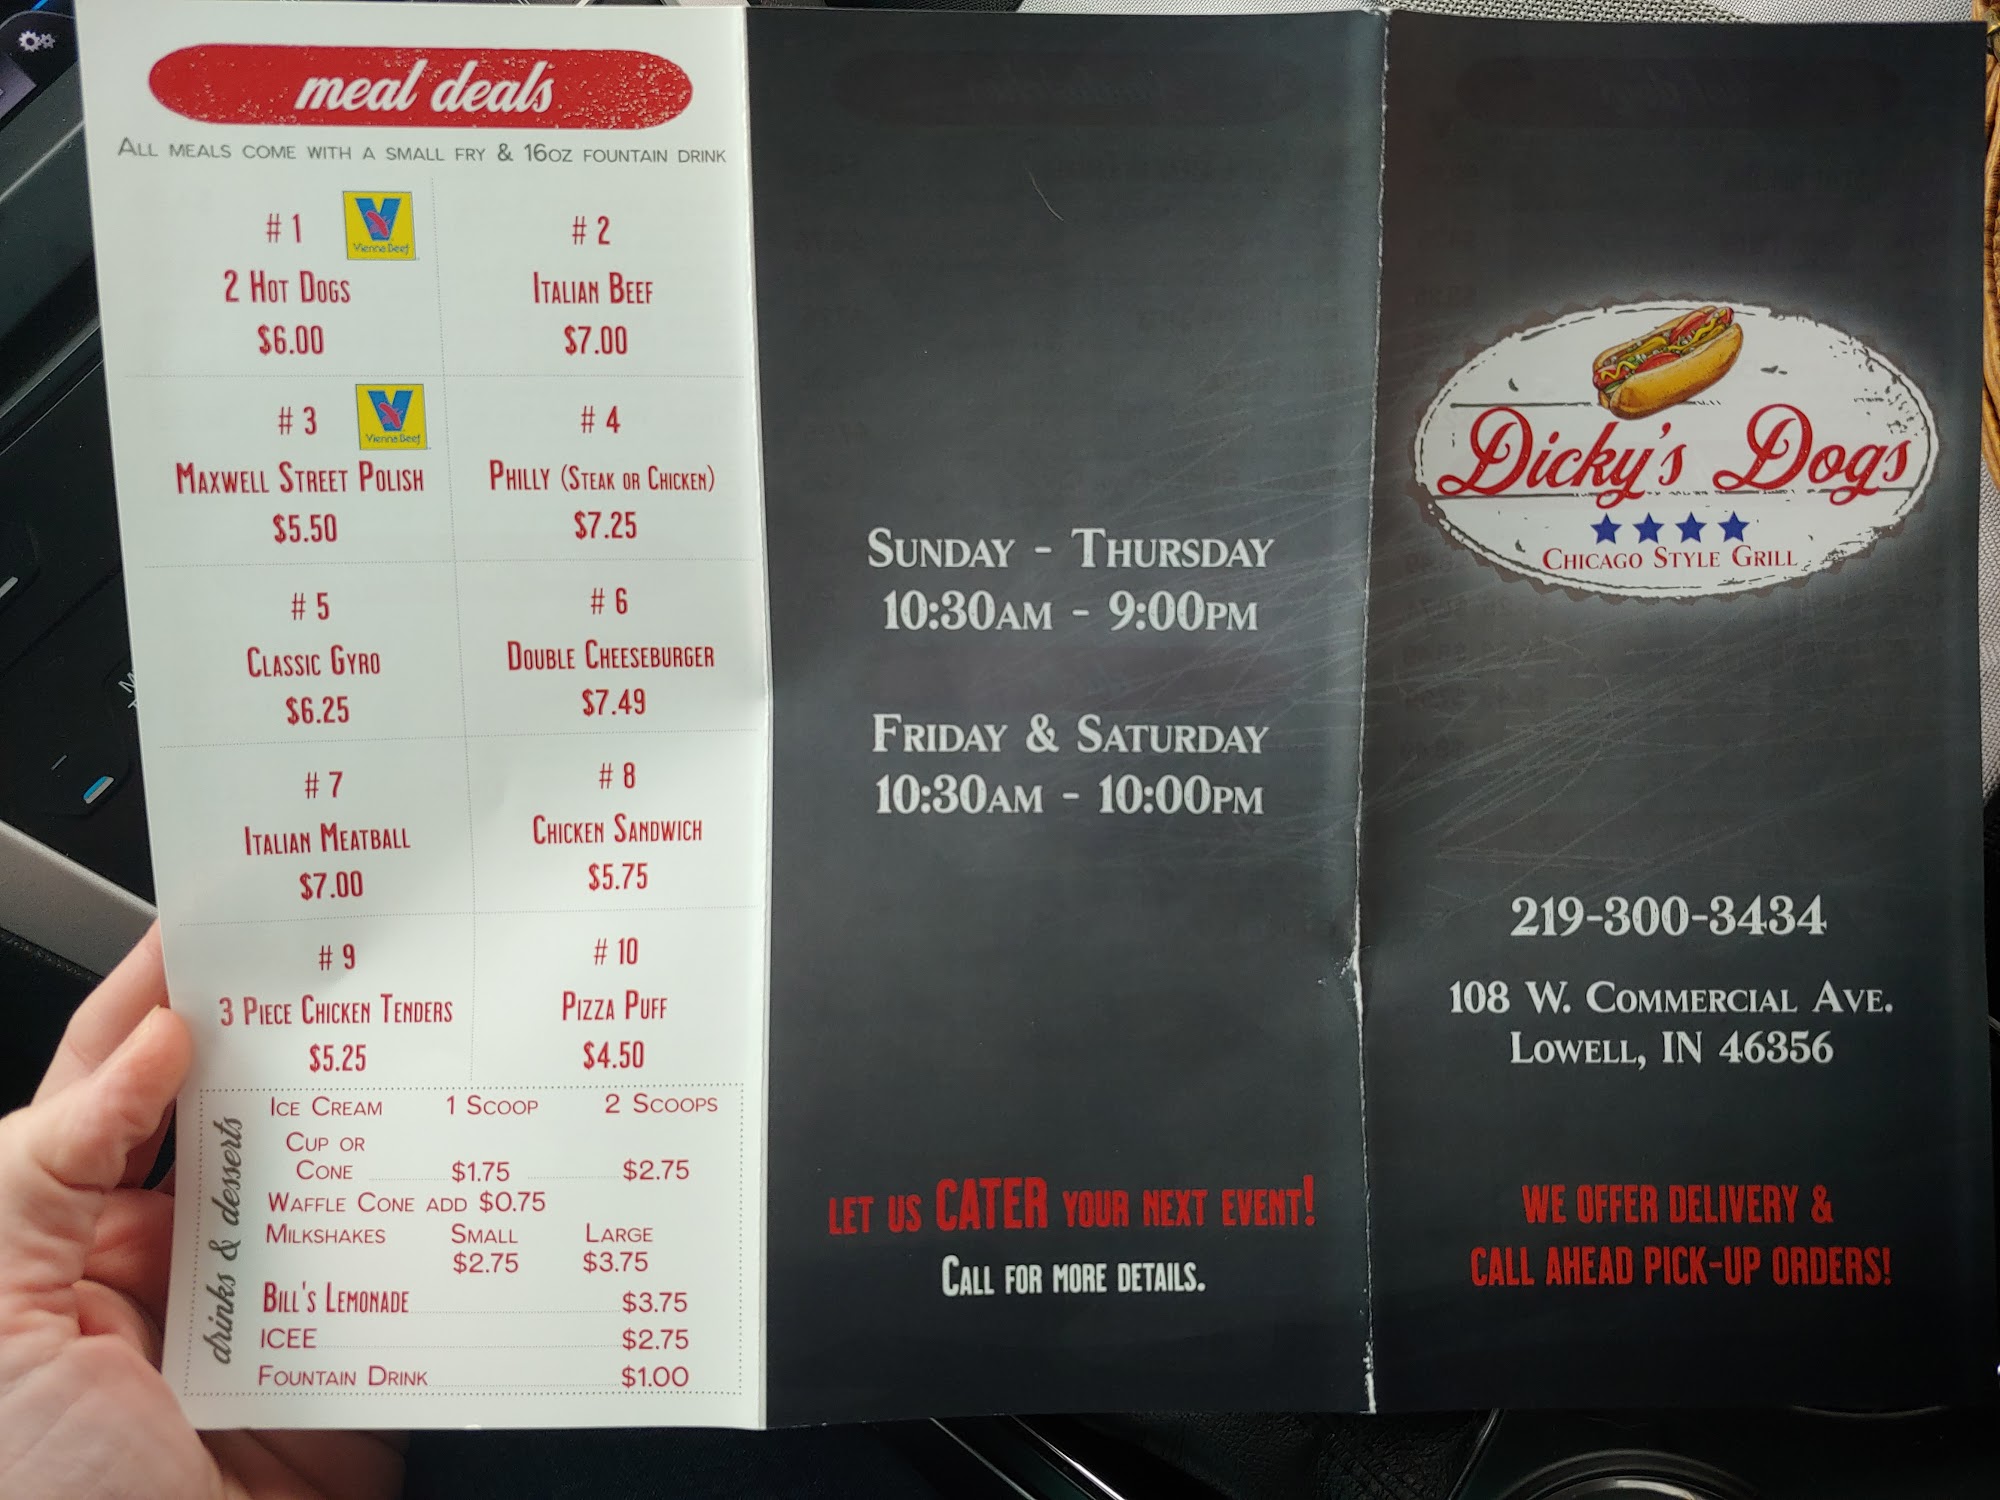 meal deals
All meals come with a small fry & 16oz fountain drink
# 1
Vienna Beef
2 Hot Dogs
$6.00
# 2
Italian Beef
$7.00
# 3
Vienna Beef
Maxwell Street Polish
$5.50
# 4
Philly (Steak or Chicken)
$7.25
# 5
Classic Gyro
$6.25
# 6
Double Cheeseburger
$7.49
# 7
Italian Meatball
$7.00
# 8
Chicken Sandwich
$5.75
# 9
3 Piece Chicken Tenders
$5.25
# 10
Pizza Puff
$4.50
drinks & desserts
Ice Cream 1 Scoop 2 Scoops
Cup or
Cone $1.75 $2.75
Waffle Cone add $0.75
Milkshakes Small Large
$2.75 $3.75
Bill's Lemonade $3.75
ICEE $2.75
Fountain Drink $1.00
Sunday - Thursday
10:30am - 9:00pm
Friday & Saturday
10:30am - 10:00pm
Let us CATER your next event!
Call for more details.
Dicky's Dogs
Chicago Style Grill
219-300-3434
108 W. Commercial Ave.
Lowell, IN 46356
We offer delivery &
call ahead pick-up orders!